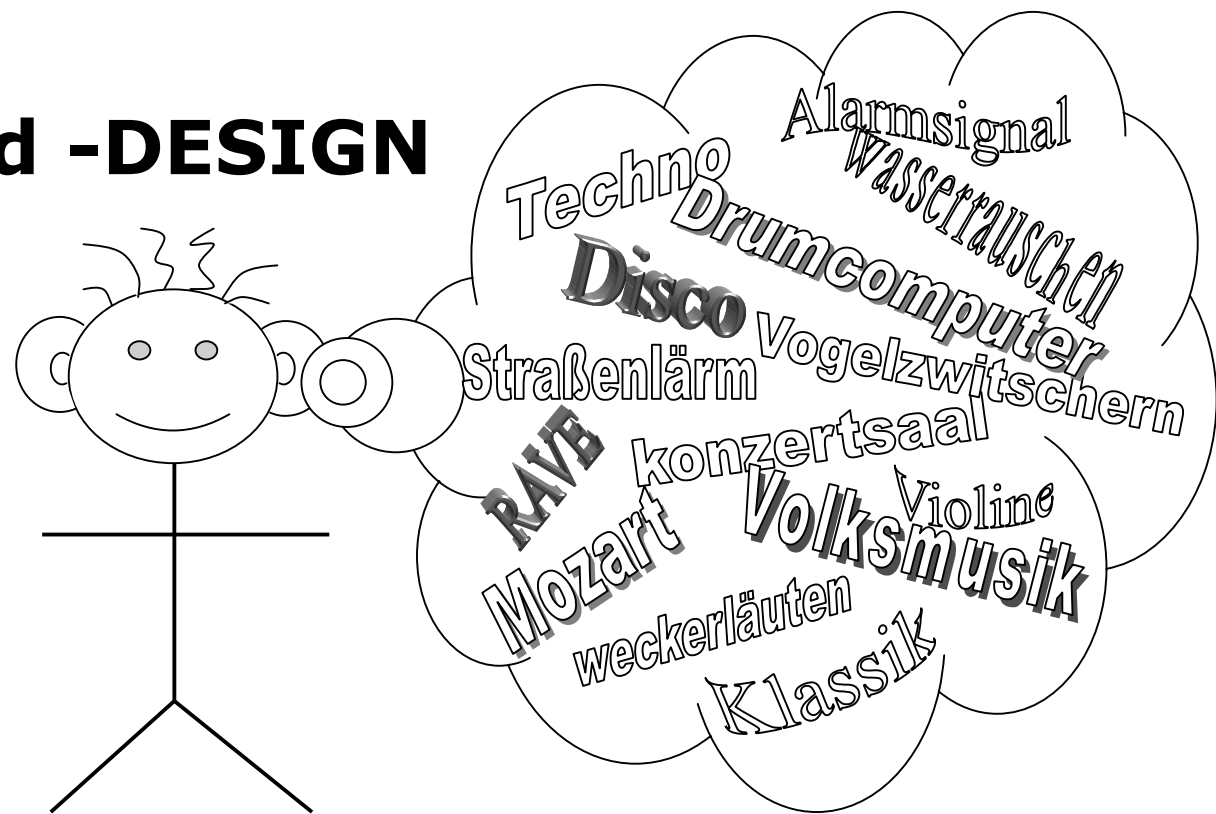 d -DESIGN
Alarmsignal
Techno
Wasserrauschen
Drumcomputer
Disco
Vogelzwitschern
Straßenlärm
konzertsaal
RAVE
Violine
Volksmusik
Mozart
weckerläuten
Klassik